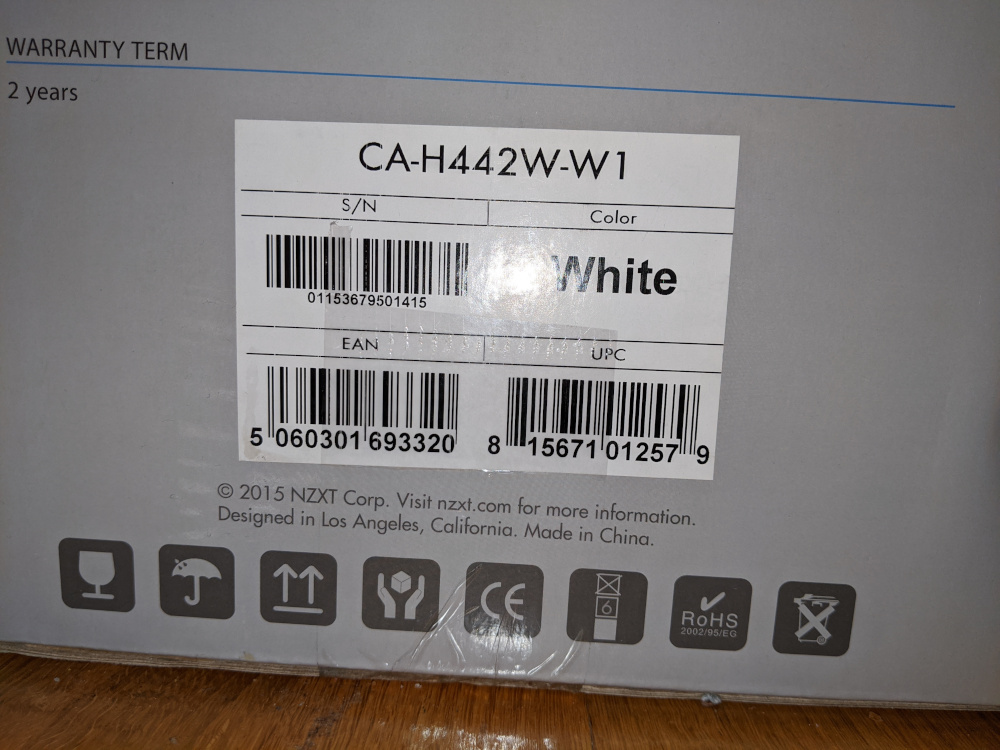 WARRANTY TERM
2 years
CA-H442W-W1
S/N
Color
01153679501415
White
EAN
UPC
5 060301 693320
8 15671 01257 9
© 2015 NZXT Corp. Visit nzxt.com for more information.
Designed in Los Angeles, California. Made in China.
CE
6
RoHS
2002/95/EG